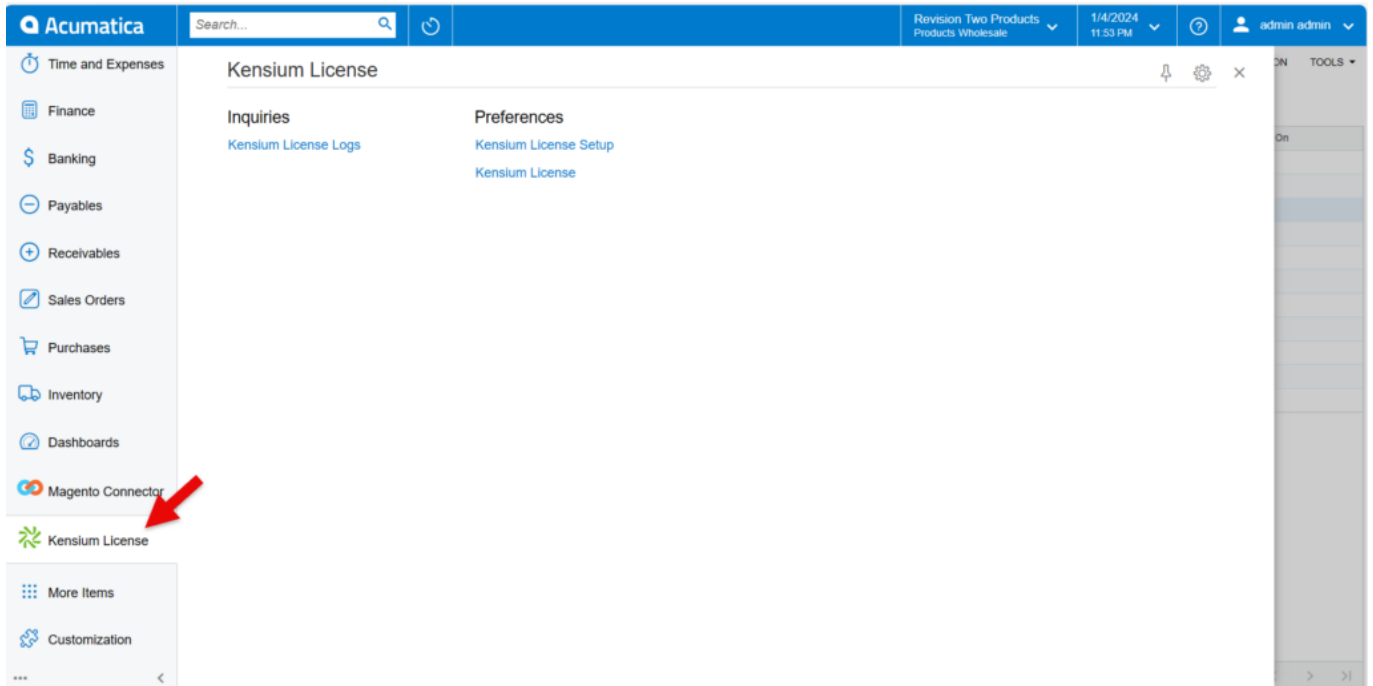 Acumatica
Search...
Revision Two Products
Products Wholesale
1/4/2024
11:53 PM
admin admin
Time and Expenses
Finance
Banking
Payables
Receivables
Sales Orders
Purchases
Inventory
Dashboards
Magento Connector
Kensium License
More Items
Customization
Kensium License
Inquiries
Kensium License Logs
Preferences
Kensium License Setup
Kensium License
ON
TOOLS
On